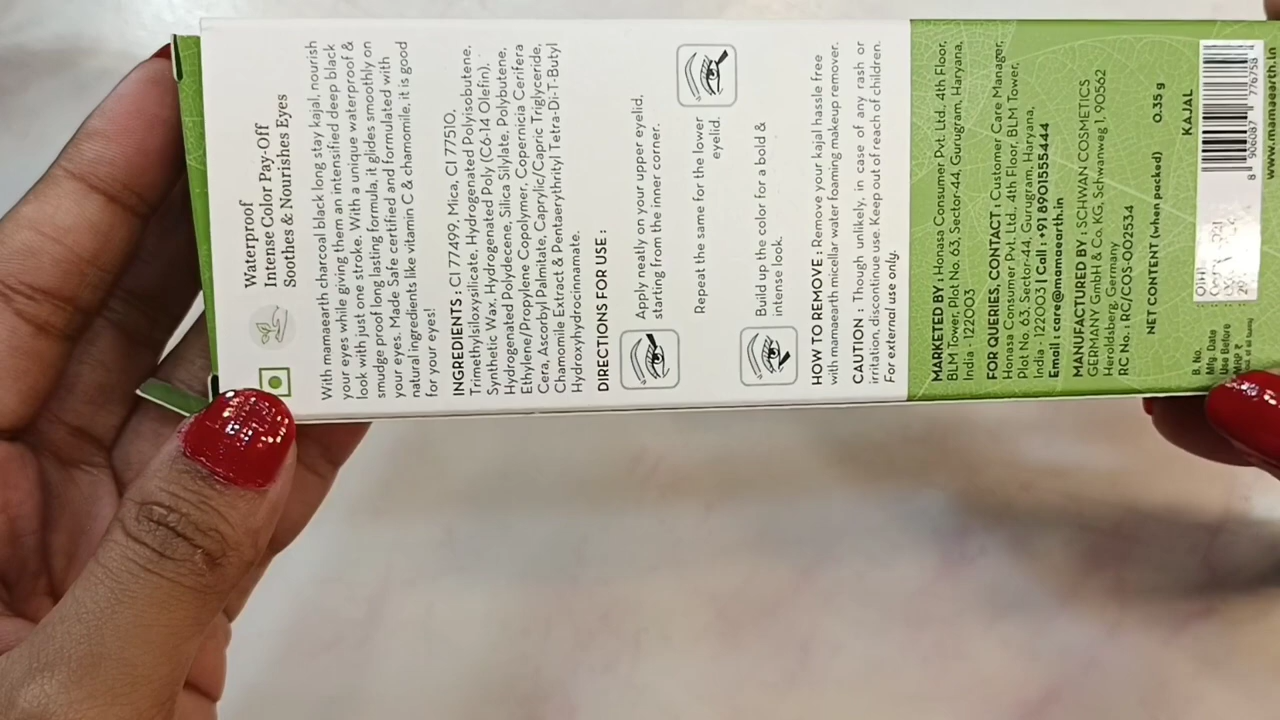 Waterproof
Intense Color Pay-Off
Soothes & Nourishes Eyes
With mamaearth charcoal black long stay kajal, nourish
your eyes while giving them an intensified deep black
look with just one stroke. With a unique waterproof &
smudge proof long lasting formula, it glides smoothly on
your eyes. Made Safe certified and formulated with
natural ingredients like vitamin C & chamomile, it is good
for your eyes!
INGREDIENTS : CI 77499, Mica, CI 77510,
Trimethylsiloxysilicate, Hydrogenated Polyisobutene,
Synthetic Wax, Hydrogenated Poly (C6-14 Olefin),
Hydrogenated Polydecene, Silica Silylate, Polybutene,
Ethylene/Propylene Copolymer, Copernicia Cerifera
Cera, Ascorbyl Palmitate, Caprylic/Capric Triglyceride,
Chamomile Extract & Pentaerythrityl Tetra-Di-T-Butyl
Hydroxyhydrocinnamate.
DIRECTIONS FOR USE :
Apply neatly on your upper eyelid,
starting from the inner corner.
Repeat the same for the lower
eyelid.
Build up the color for a bold &
intense look.
HOW TO REMOVE : Remove your kajal hassle free
with mamaearth micellar water foaming makeup remover.
CAUTION : Though unlikely, in case of any rash or
irritation, discontinue use. Keep out of reach of children.
For external use only.
MARKETED BY : Honasa Consumer Pvt. Ltd., 4th Floor,
BLM Tower, Plot No. 63, Sector-44, Gurugram, Haryana,
India - 122003
FOR QUERIES, CONTACT : Customer Care Manager,
Honasa Consumer Pvt. Ltd., 4th Floor, BLM Tower,
Plot No. 63, Sector-44, Gurugram, Haryana,
India - 122003 | Call : +91 8901555444
Email : care@mamaearth.in
MANUFACTURED BY : SCHWAN COSMETICS
GERMANY GmbH & Co. KG, Schwanweg 1, 90562
Heroldsberg, Germany
RC No. : RC/COS-002534
NET CONTENT (when packed) 0.35 g
KAJAL
B. No. :
Mfg. Date :
Use Before :
MRP ₹ :
8 906087 776758
www.mamaearth.in